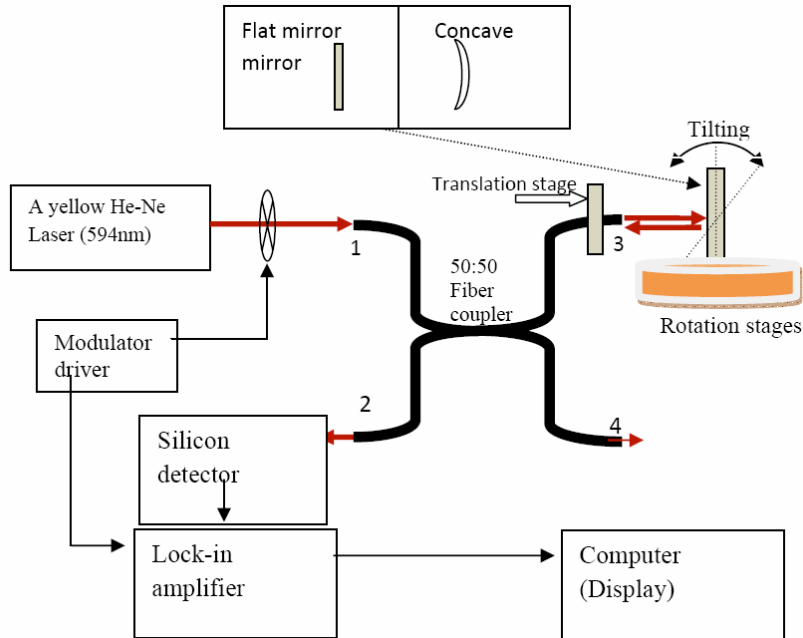 Flat mirror
mirror
Concave
Tilting
Translation stage
A yellow He-Ne
Laser (594nm)
1
3
50:50
Fiber
coupler
Rotation stages
Modulator
driver
2
4
Silicon
detector
Lock-in
amplifier
Computer
(Display)